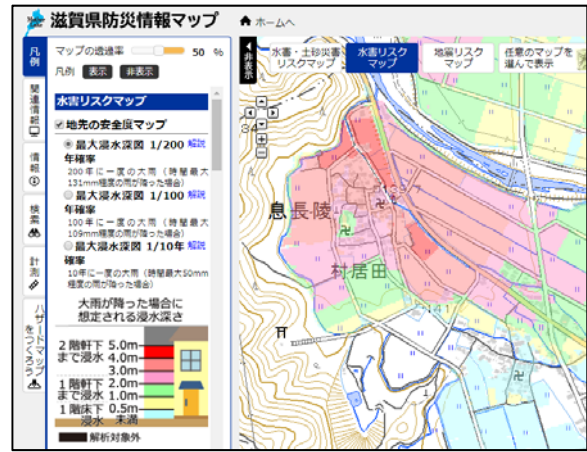 滋賀県防災情報マップ
ホームへ
凡例
関連情報
情報
検索
計測
ハザードマップをつくろう
マップの透過率 50 %
凡例 表示 非表示
水害リスクマップ
地先の安全度マップ
最大浸水深図 1/200年確率 解説
200年に一度の大雨(時間最大131mm程度の雨が降った場合)
最大浸水深図 1/100年確率 解説
100年に一度の大雨(時間最大109mm程度の雨が降った場合)
最大浸水深図 1/10年確率 解説
10年に一度の大雨(時間最大50mm程度の雨が降った場合)
大雨が降った場合に
想定される浸水深さ
2階軒下 5.0m
まで浸水 4.0m
3.0m
1階軒下 2.0m
まで浸水 1.0m
1階床下 0.5m
浸水 未満
解析対象外
非表示
水害・土砂災害
リスクマップ
水害リスク
マップ
地震リスク
マップ
任意のマップを
選んで表示
息長陵
村居田